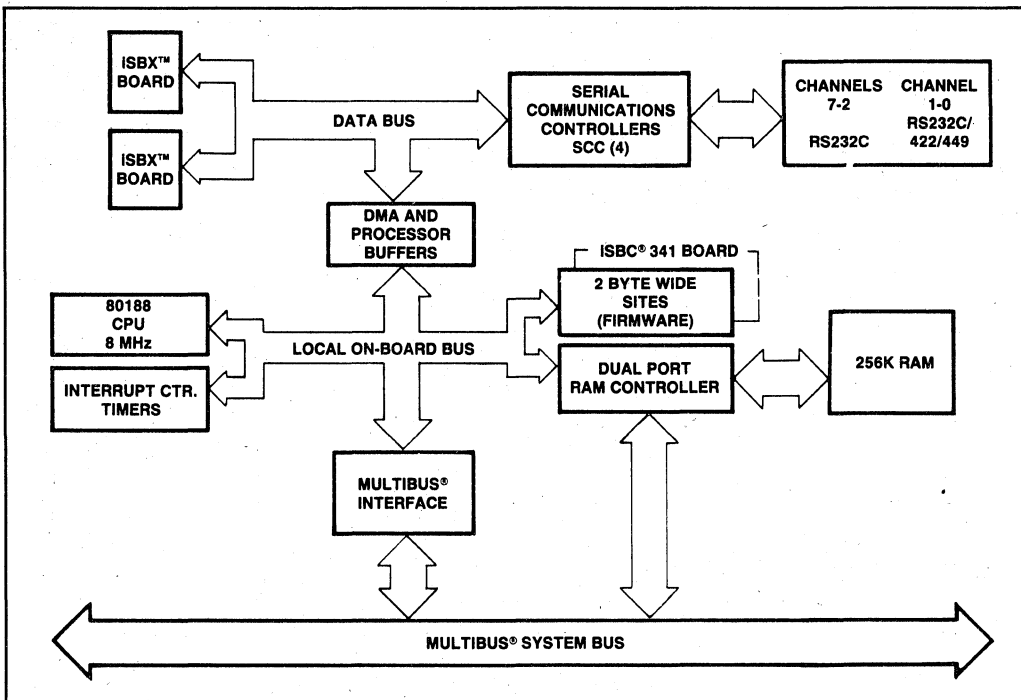 iSBX™
BOARD
iSBX™
BOARD
DATA BUS
SERIAL
COMMUNICATIONS
CONTROLLERS
SCC (4)
CHANNELS
7-2
RS232C
CHANNEL
1-0
RS232C/
422/449
DMA AND
PROCESSOR
BUFFERS
ISBC® 341 BOARD
2 BYTE WIDE
SITES
(FIRMWARE)
80188
CPU
8 MHz
LOCAL ON-BOARD BUS
INTERRUPT CTR.
TIMERS
DUAL PORT
RAM CONTROLLER
256K RAM
MULTIBUS®
INTERFACE
MULTIBUS® SYSTEM BUS